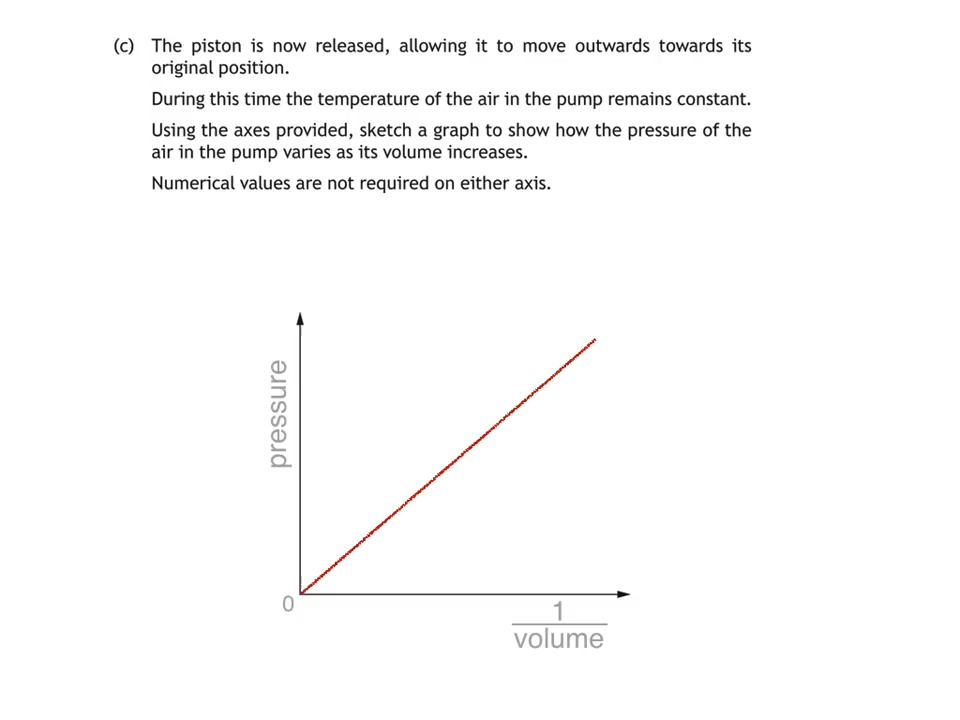 (c) The piston is now released, allowing it to move outwards towards its
original position.
During this time the temperature of the air in the pump remains constant.
Using the axes provided, sketch a graph to show how the pressure of the
air in the pump varies as its volume increases.
Numerical values are not required on either axis.
pressure
0
1
volume